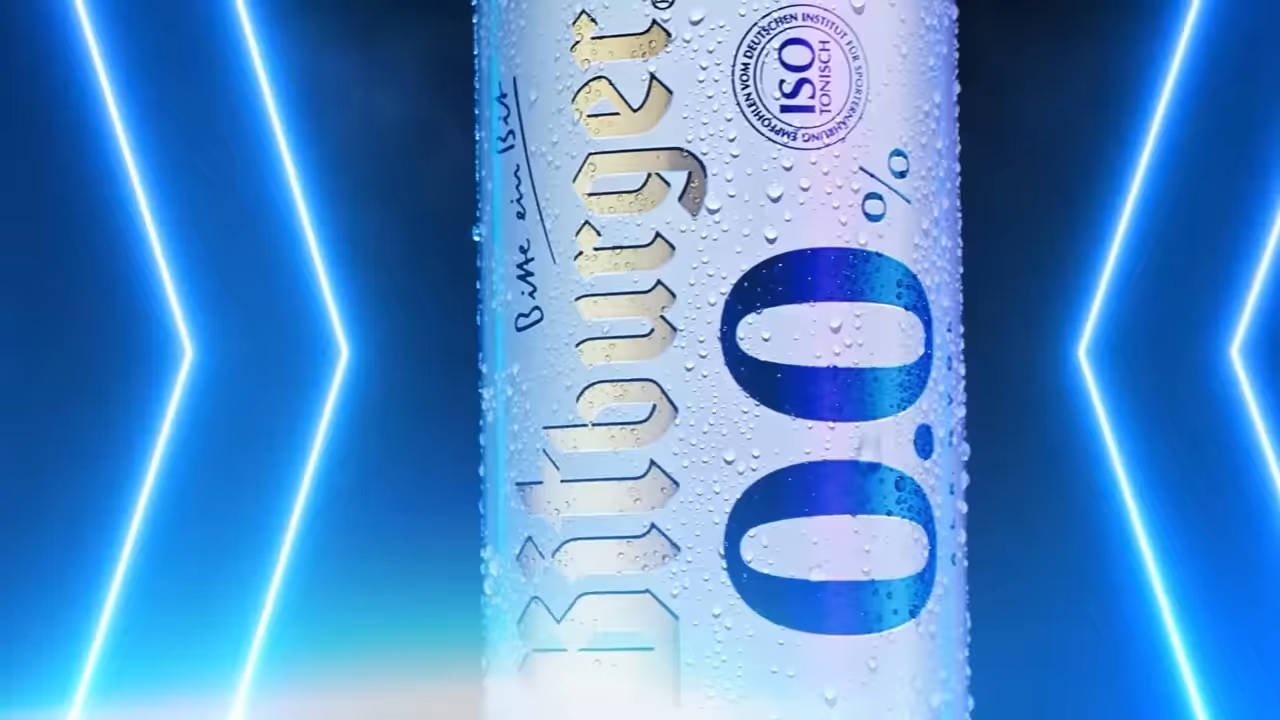 Bitte ein Bit
Bitburger®
0.0%
EMPFOHLEN VOM DEUTSCHEN INSTITUT FÜR SPORTERNÄHRUNG
ISO
TONISCH